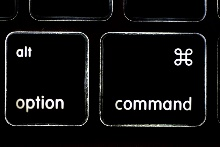 alt
option
⌘
command